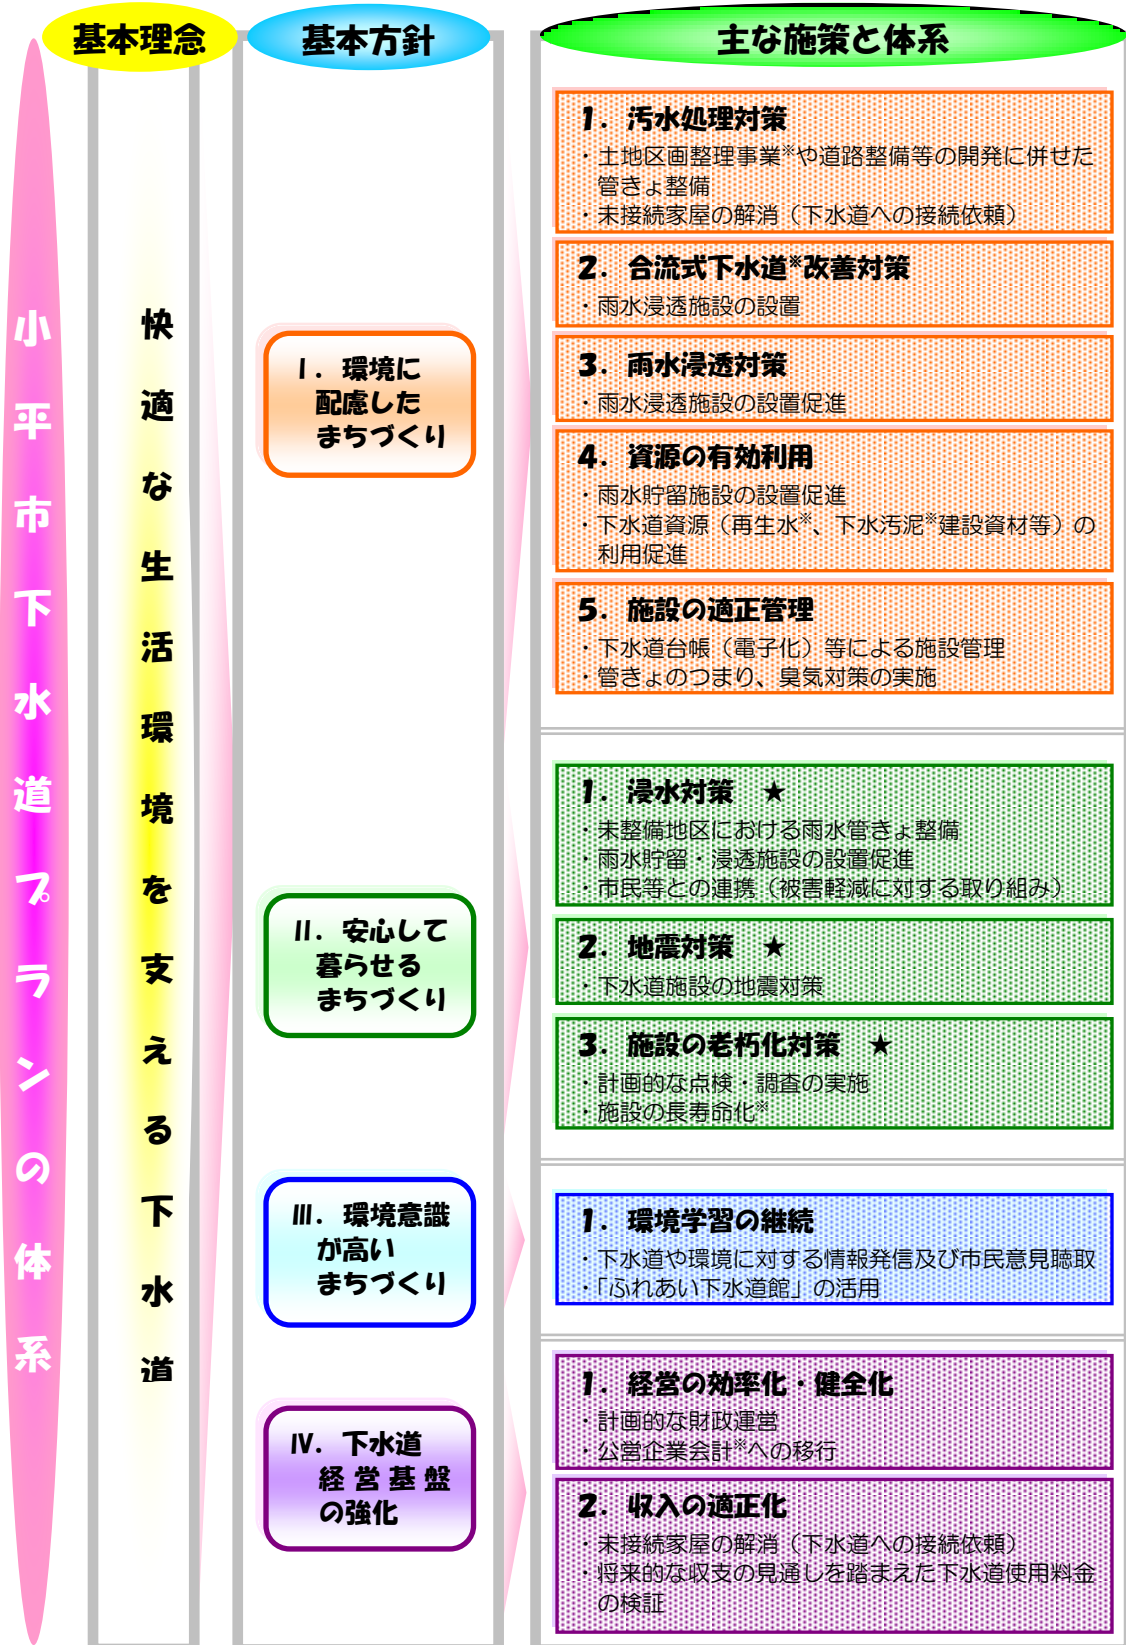 基本理念
基本方針
主な施策と体系
小平市下水道プランの体系
快適な生活環境を支える下水道
Ⅰ．環境に
配慮した
まちづくり
1．汚水処理対策
・土地区画整理事業※や道路整備等の開発に併せた
管きょ整備
・未接続家屋の解消（下水道への接続依頼）
2．合流式下水道※改善対策
・雨水浸透施設の設置
3．雨水浸透対策
・雨水浸透施設の設置促進
4．資源の有効利用
・雨水貯留施設の設置促進
・下水道資源（再生水※、下水汚泥※建設資材等）の
利用促進
5．施設の適正管理
・下水道台帳（電子化）等による施設管理
・管きょのつまり、臭気対策の実施
Ⅱ．安心して
暮らせる
まちづくり
1．浸水対策　★
・未整備地区における雨水管きょ整備
・雨水貯留・浸透施設の設置促進
・市民等との連携（被害軽減に対する取り組み）
2．地震対策　★
・下水道施設の地震対策
3．施設の老朽化対策　★
・計画的な点検・調査の実施
・施設の長寿命化※
Ⅲ．環境意識
が高い
まちづくり
1．環境学習の継続
・下水道や環境に対する情報発信及び市民意見聴取
・「ふれあい下水道館」の活用
Ⅳ．下水道
経営基盤
の強化
1．経営の効率化・健全化
・計画的な財政運営
・公営企業会計※への移行
2．収入の適正化
・未接続家屋の解消（下水道への接続依頼）
・将来的な収支の見通しを踏まえた下水道使用料金
の検証